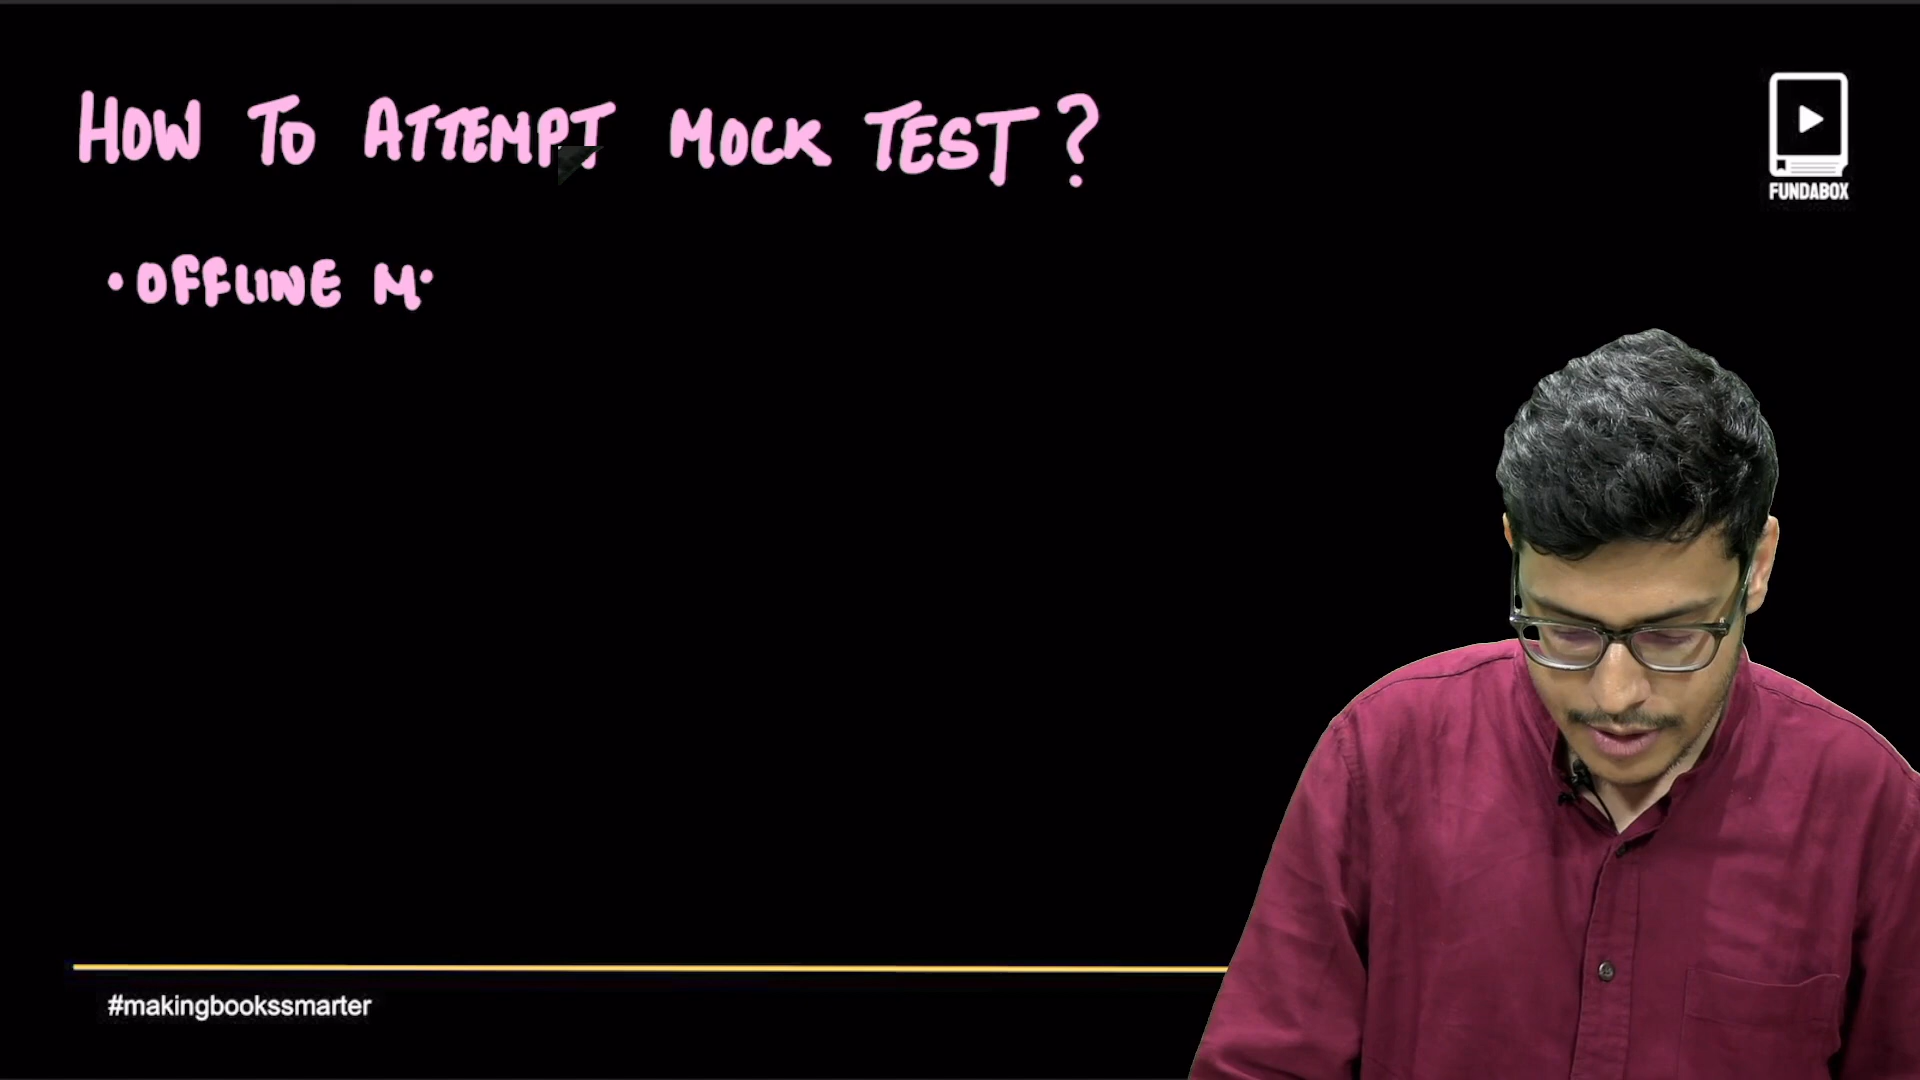 HOW TO ATTEMPT MOCK TEST?
FUNDABOX
• OFFLINE M
#makingbookssmarter